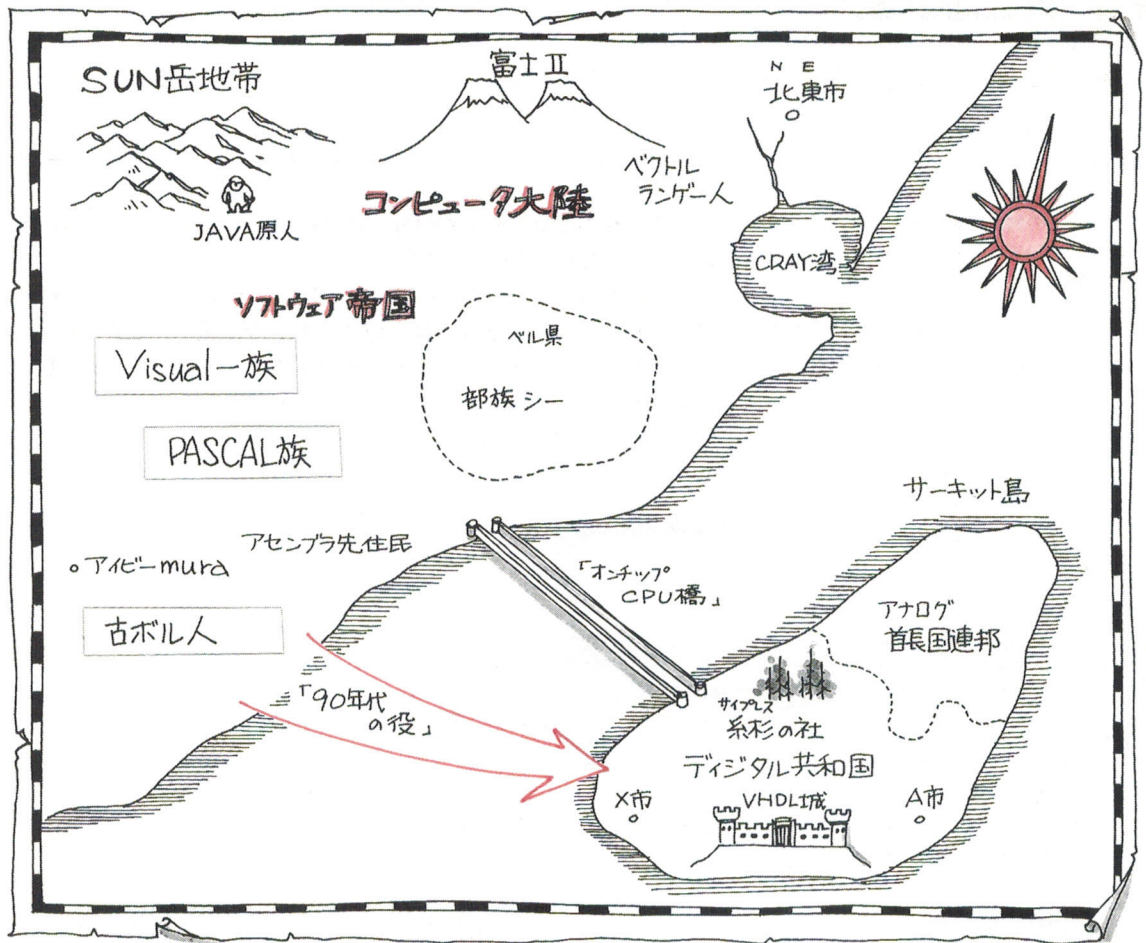 SUN岳地帯
富士Ⅱ
N E
北東市
ベクトル
ランゲー人
JAVA原人
コンピュータ大陸
CRAY湾
ソフトウェア帝国
ベル県
部族シー
Visual一族
PASCAL族
サーキット島
アセンブラ先住民
アイビーmura
「オンチップ
CPU橋」
古ボル人
アナログ
首長国連邦
「90年代
の役」
サイプレス
糸杉の社
ディジタル共和国
X市
VHDL城
A市